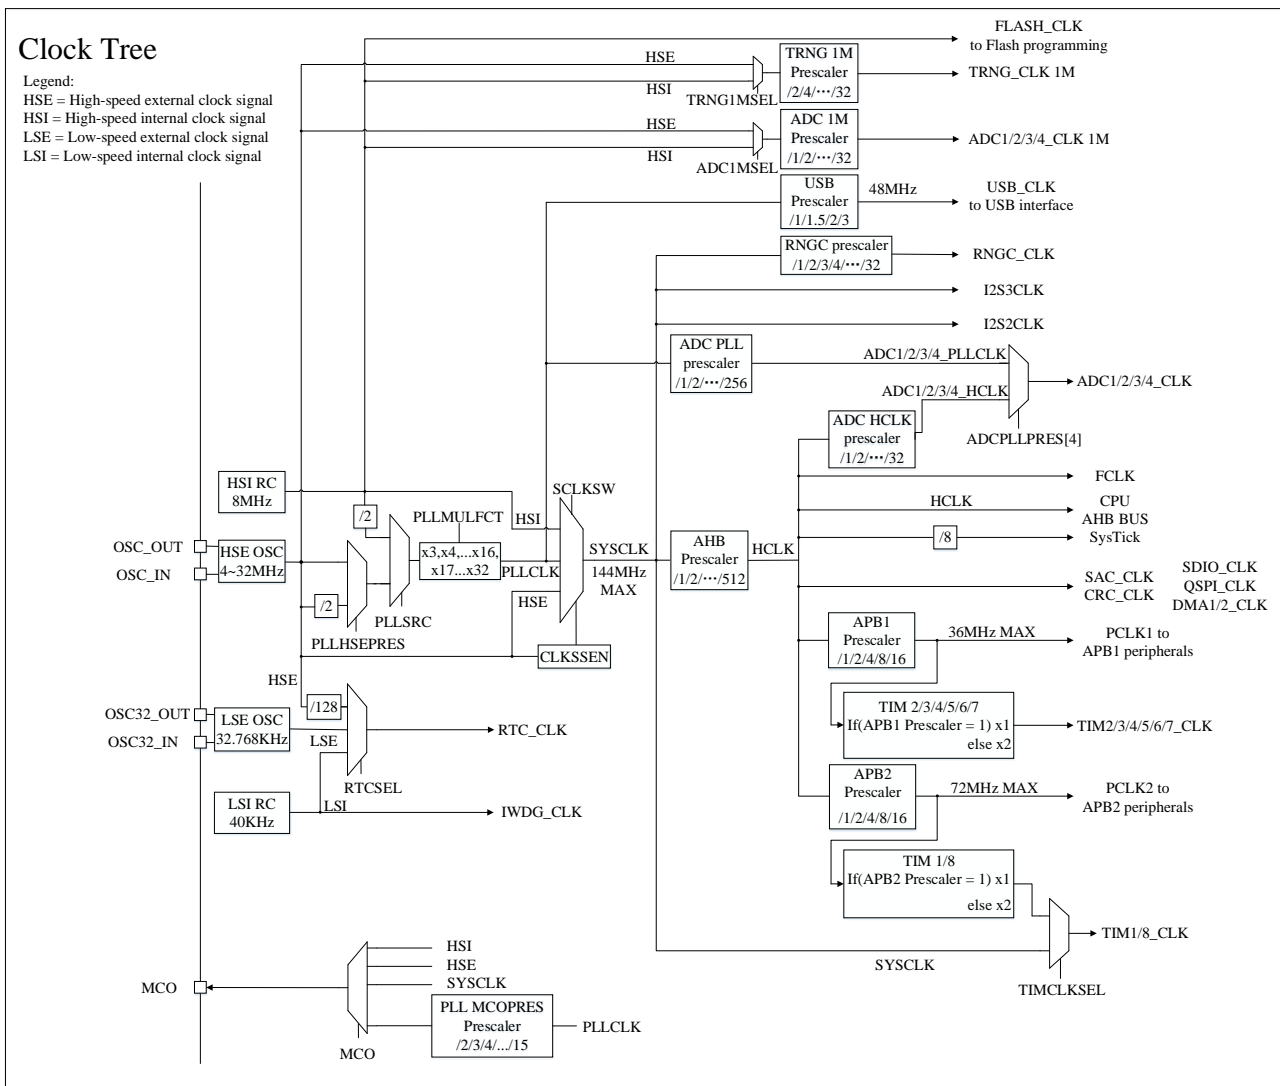 Clock Tree
Legend:
HSE = High-speed external clock signal
HSI = High-speed internal clock signal
LSE = Low-speed external clock signal
LSI = Low-speed internal clock signal
FLASH_CLK
to Flash programming
HSE
HSI
TRNG1MSEL
TRNG 1M
Prescaler
/2/4/···/32
TRNG_CLK 1M
HSE
HSI
ADC1MSEL
ADC 1M
Prescaler
/1/2/···/32
ADC1/2/3/4_CLK 1M
USB
Prescaler
/1/1.5/2/3
48MHz
USB_CLK
to USB interface
RNGC prescaler
/1/2/3/4/···/32
RNGC_CLK
I2S3CLK
I2S2CLK
ADC PLL
prescaler
/1/2/···/256
ADC1/2/3/4_PLLCLK
ADC1/2/3/4_HCLK
ADC1/2/3/4_CLK
ADCPLLPRES[4]
ADC HCLK
prescaler
/1/2/···/32
HSI RC
8MHz
/2
PLLMULFCT
HSI
SCLKSW
FCLK
HCLK
CPU
AHB BUS
OSC_OUT
OSC_IN
HSE OSC
4~32MHz
x3,x4,...x16,
x17...x32
PLLCLK
HSE
SYSCLK
144MHz
MAX
AHB
Prescaler
/1/2/···/512
HCLK
/8
SysTick
SAC_CLK
CRC_CLK
SDIO_CLK
QSPI_CLK
DMA1/2_CLK
/2
PLLSRC
PLLHSEPRES
CLKSSEN
APB1
Prescaler
/1/2/4/8/16
36MHz MAX
PCLK1 to
APB1 peripherals
HSE
/128
OSC32_OUT
OSC32_IN
LSE OSC
32.768KHz
LSE
RTC_CLK
RTCSEL
TIM 2/3/4/5/6/7
If(APB1 Prescaler = 1) x1
else x2
TIM2/3/4/5/6/7_CLK
LSI RC
40KHz
LSI
IWDG_CLK
APB2
Prescaler
/1/2/4/8/16
72MHz MAX
PCLK2 to
APB2 peripherals
TIM 1/8
If(APB2 Prescaler = 1) x1
else x2
TIM1/8_CLK
SYSCLK
TIMCLKSEL
HSI
HSE
SYSCLK
MCO
PLL MCOPRES
Prescaler
/2/3/4/.../15
PLLCLK
MCO